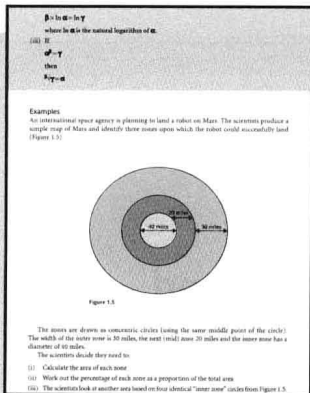 β × ln α = ln γ
where ln α is the natural logarithm of α.
(iii) If
α^β = γ
then
^β√γ = α
Examples
An international space agency is planning to land a robot on Mars. The scientists produce a
simple map of Mars and identify three zones upon which the robot could successfully land
(Figure 1.5)
20 miles
40 miles
30 miles
Figure 1.5
The zones are drawn as concentric circles (using the same middle point of the circle).
The width of the outer zone is 30 miles, the next (mid) zone 20 miles and the inner zone has a
diameter of 40 miles.
The scientists decide they need to:
(i) Calculate the area of each zone
(ii) Work out the percentage of each zone as a proportion of the total area
(iii) The scientists look at another area based on four identical "inner zone" circles from Figure 1.5.